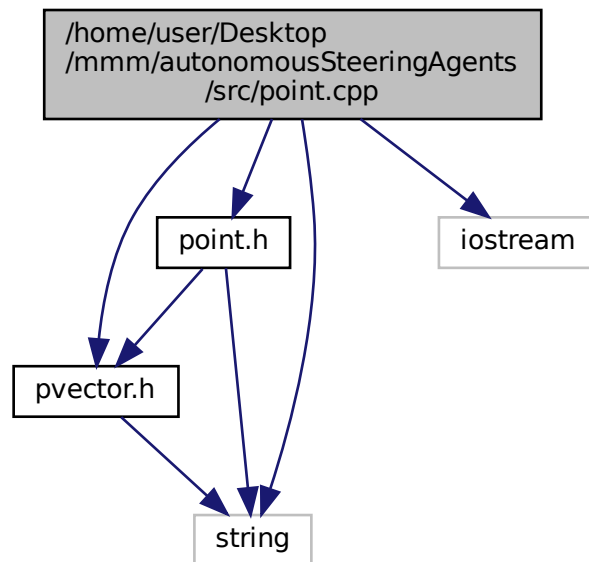 /home/user/Desktop
/mmm/autonomousSteeringAgents
/src/point.cpp
point.h
iostream
pvector.h
string